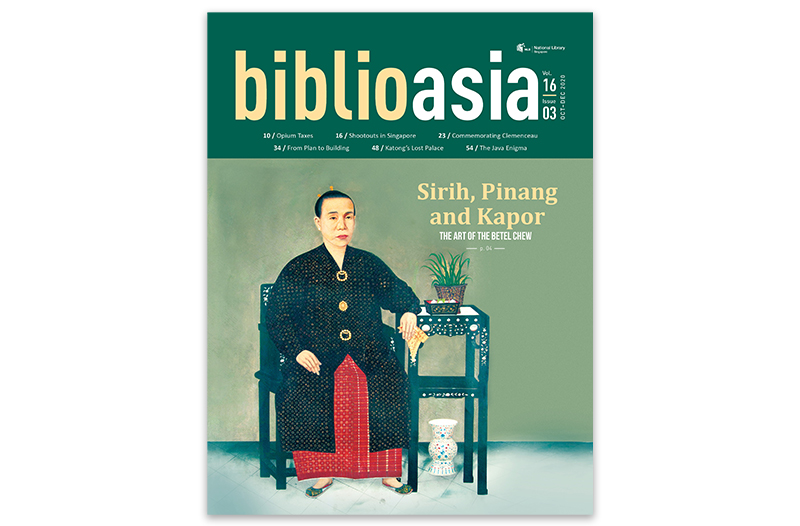 NLB National Library
Singapore
biblioasia
Vol.
16
Issue
03
OCT–DEC 2020
10 / Opium Taxes 16 / Shootouts in Singapore 23 / Commemorating Clemenceau
34 / From Plan to Building 48 / Katong's Lost Palace 54 / The Java Enigma
Sirih, Pinang
and Kapor
THE ART OF THE BETEL CHEW
p. 04